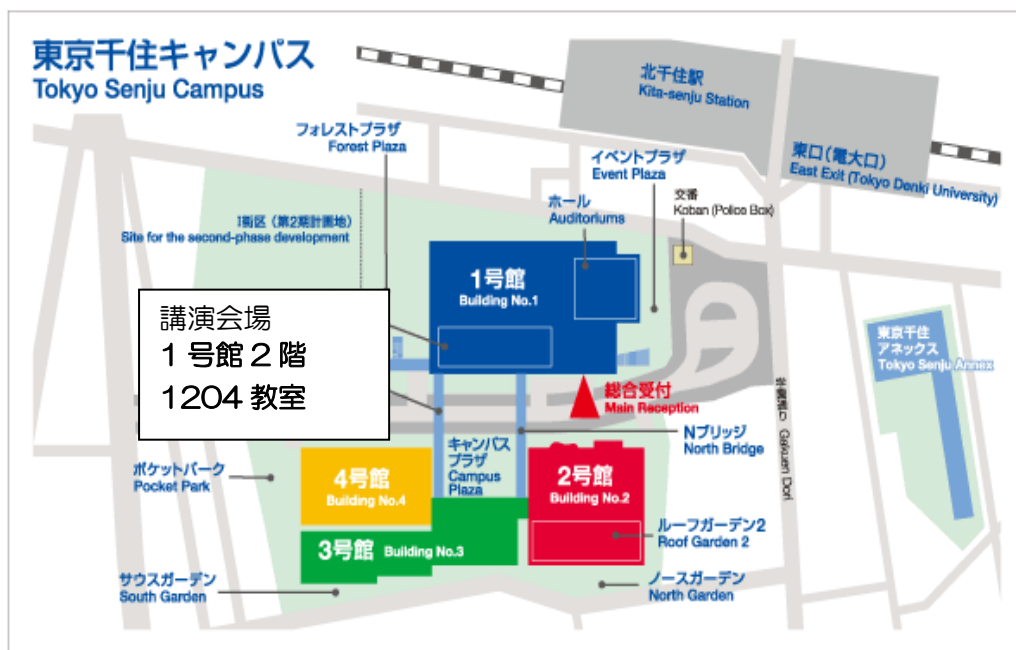 東京千住キャンパス
Tokyo Senju Campus
北千住駅
Kita-senju Station
東口(電大口)
East Exit (Tokyo Denki University)
フォレストプラザ
Forest Plaza
イベントプラザ
Event Plaza
ホール
Auditoriums
交番
Koban (Police Box)
I街区(第2期計画地)
Site for the second-phase development
1号館
Building No.1
講演会場
1号館2階
1204教室
東京千住
アネックス
Tokyo Senju Annex
総合受付
Main Reception
Nブリッジ
North Bridge
学園通り Gakuen Dori
キャンパス
プラザ
Campus
Plaza
ポケットパーク
Pocket Park
4号館
Building No.4
2号館
Building No.2
3号館 Building No.3
ルーフガーデン2
Roof Garden 2
サウスガーデン
South Garden
ノースガーデン
North Garden